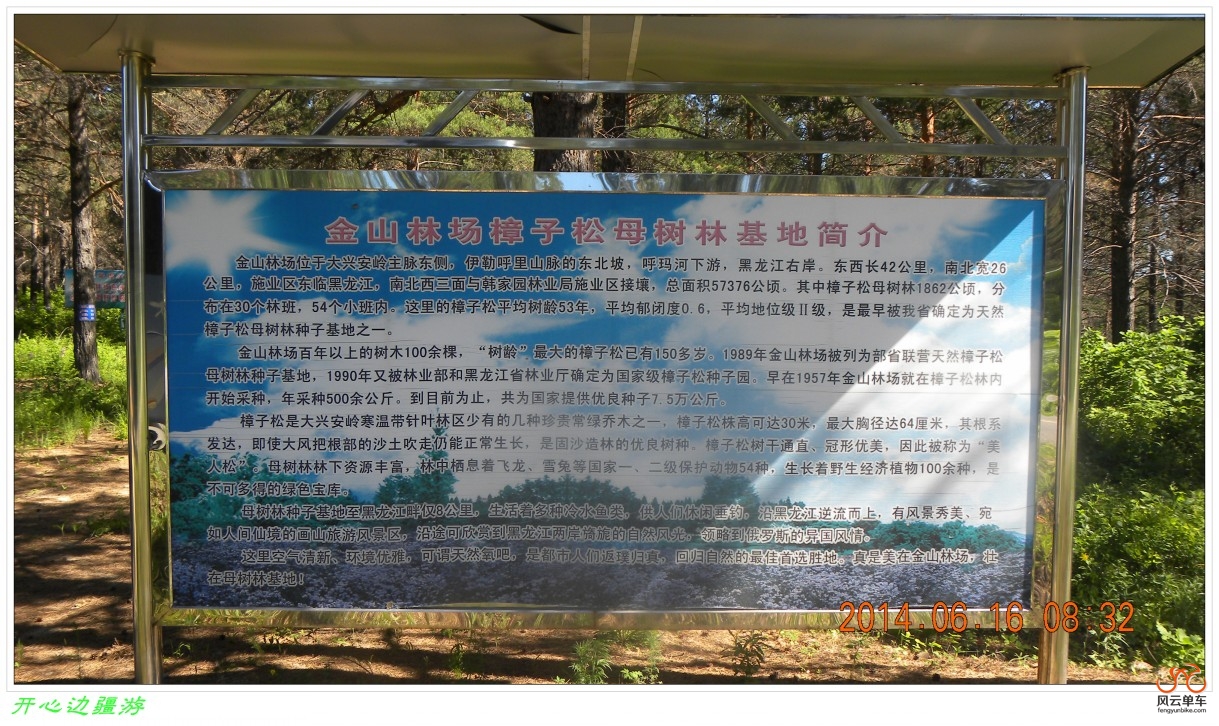 金山林场樟子松母树林基地简介
金山林场位于大兴安岭主脉东侧，伊勒呼里山脉的东北坡，呼玛河下游，黑龙江右岸。东西长42公里，南北宽26
公里，施业区东临黑龙江，南北西三面与韩家园林业局施业区接壤，总面积57376公顷。其中樟子松母树林1862公顷，分
布在30个林班，54个小班内。这里的樟子松平均树龄53年，平均郁闭度0.6，平均地位级Ⅱ级，是最早被我省确定为天然
樟子松母树林种子基地之一。
金山林场百年以上的树木100余棵，“树龄”最大的樟子松已有150多岁。1989年金山林场被列为部省联营天然樟子松
母树林种子基地，1990年又被林业部和黑龙江省林业厅确定为国家级樟子松种子园。早在1957年金山林场就在樟子松林内
开始采种，年采种500余公斤。到目前为止，共为国家提供优良种子7.5万公斤。
樟子松是大兴安岭寒温带针叶林区少有的几种珍贵常绿乔木之一，樟子松株高可达30米，最大胸径达64厘米，其根系
发达，即使大风把根部的沙土吹走仍能正常生长，是固沙造林的优良树种。樟子松树干通直、冠形优美，因此被称为“美
人松”。母树林林下资源丰富，林中栖息着飞龙、雪兔等国家一、二级保护动物54种，生长着野生经济植物100余种，是
不可多得的绿色宝库。
母树林种子基地至黑龙江畔仅8公里，生活着多种冷水鱼类，供人们休闲垂钓，沿黑龙江逆流而上，有风景秀美、宛
如人间仙境的画山旅游风景区，沿途可欣赏到黑龙江两岸旖旎的自然风光，领略到俄罗斯的异国风情。
这里空气清新、环境优雅，可谓天然氧吧，是都市人们返璞归真，回归自然的最佳首选胜地。真是美在金山林场，壮
在母树林基地！
2014.06.16 08:32
开心边疆游
风云单车
fengyunbike.com